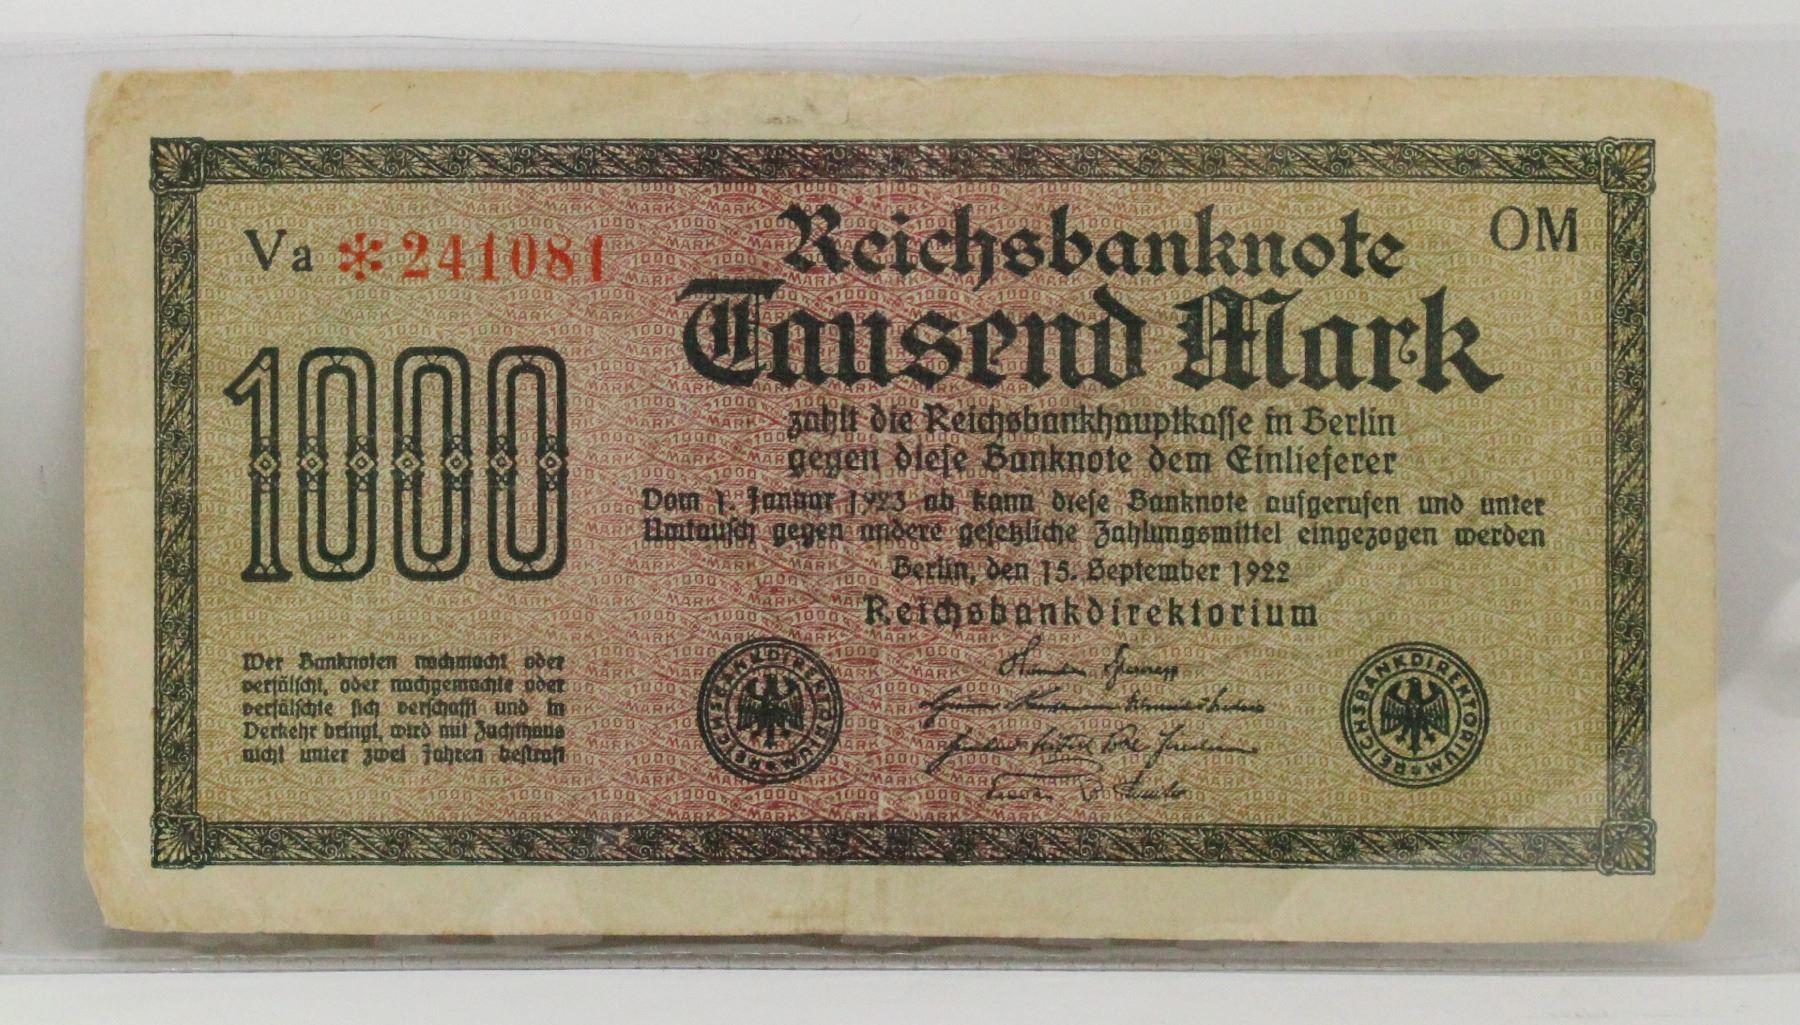 Va *241081
OM
Reichsbanknote
Tausend Mark
1000
zahlt die Reichsbankhauptkasse in Berlin
gegen diese Banknote dem Einlieferer
Vom 1. Januar 1923 ab kann diese Banknote aufgerufen und unter
Umtausch gegen andere gesetzliche Zahlungsmittel eingezogen werden
Berlin, den 15. September 1922
Reichsbankdirektorium
Wer Banknoten nachmacht oder
verfälscht, oder nachgemachte oder
verfälschte sich verschafft und in
Verkehr bringt, wird mit Zuchthaus
nicht unter zwei Jahren bestraft
REICHSBANKDIREKTORIUM
REICHSBANKDIREKTORIUM